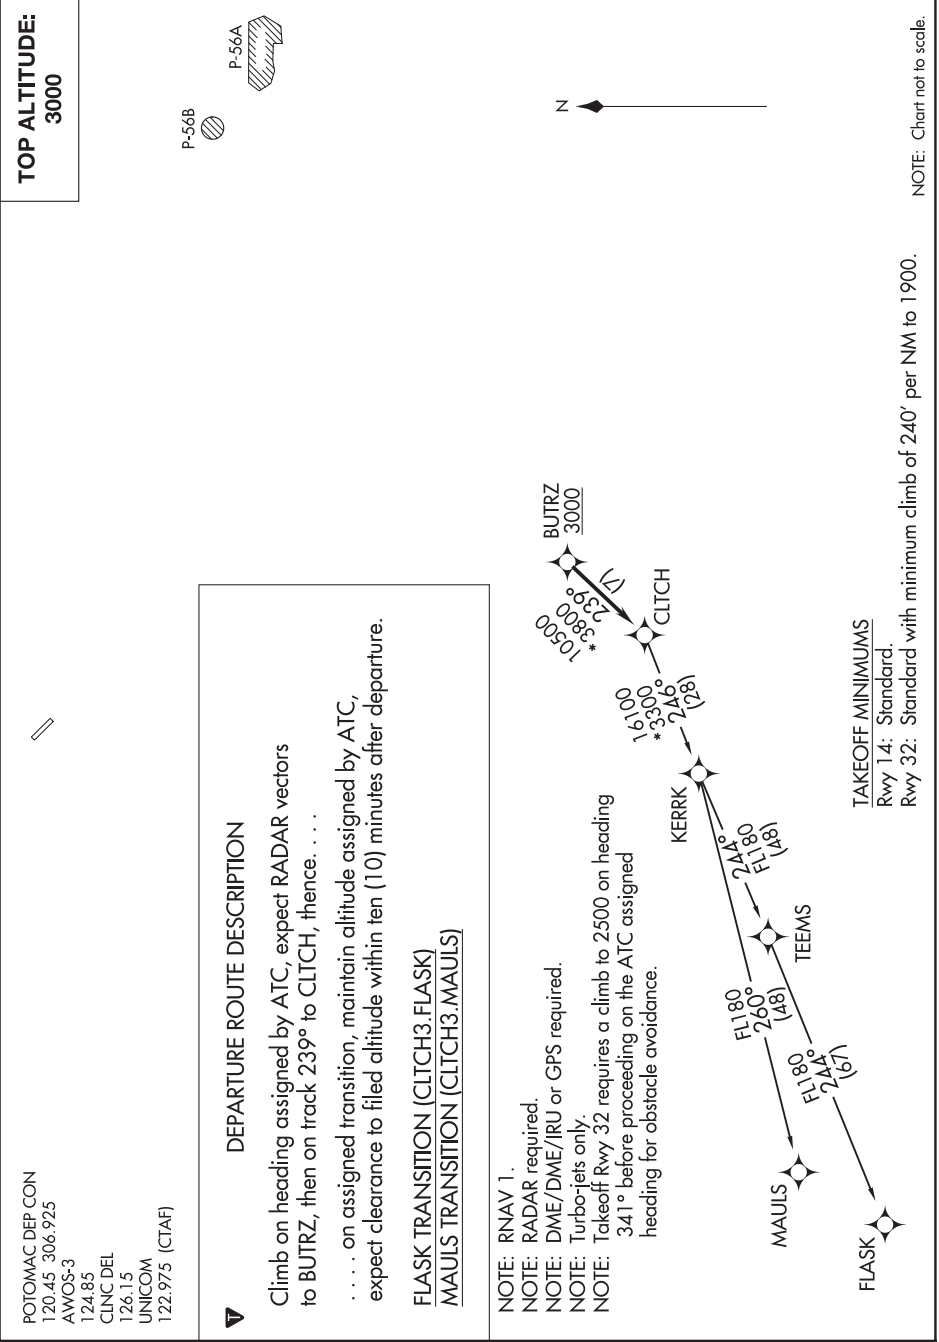 TOP ALTITUDE:
3000
POTOMAC DEP CON
120.45 306.925
AWOS-3
124.85
CLNC DEL
126.15
UNICOM
122.975 (CTAF)
P-56B
P-56A
T
DEPARTURE ROUTE DESCRIPTION
Climb on heading assigned by ATC, expect RADAR vectors
to BUTRZ, then on track 239° to CLTCH, thence. . . .
. . . . on assigned transition, maintain altitude assigned by ATC,
expect clearance to filed altitude within ten (10) minutes after departure.
FLASK TRANSITION (CLTCH3.FLASK)
MAULS TRANSITION (CLTCH3.MAULS)
NOTE: RNAV 1.
NOTE: RADAR required.
NOTE: DME/DME/IRU or GPS required.
NOTE: Turbo-jets only.
NOTE: Takeoff Rwy 32 requires a climb to 2500 on heading
341° before proceeding on the ATC assigned
heading for obstacle avoidance.
N
BUTRZ
3000
10500
*3800
239°
(7)
CLTCH
16100
*3300
246°
(28)
KERRK
244°
FL180
(48)
TEEMS
FL180
260°
(48)
MAULS
FL180
244°
(67)
FLASK
TAKEOFF MINIMUMS
Rwy 14: Standard.
Rwy 32: Standard with minimum climb of 240' per NM to 1900.
NOTE: Chart not to scale.